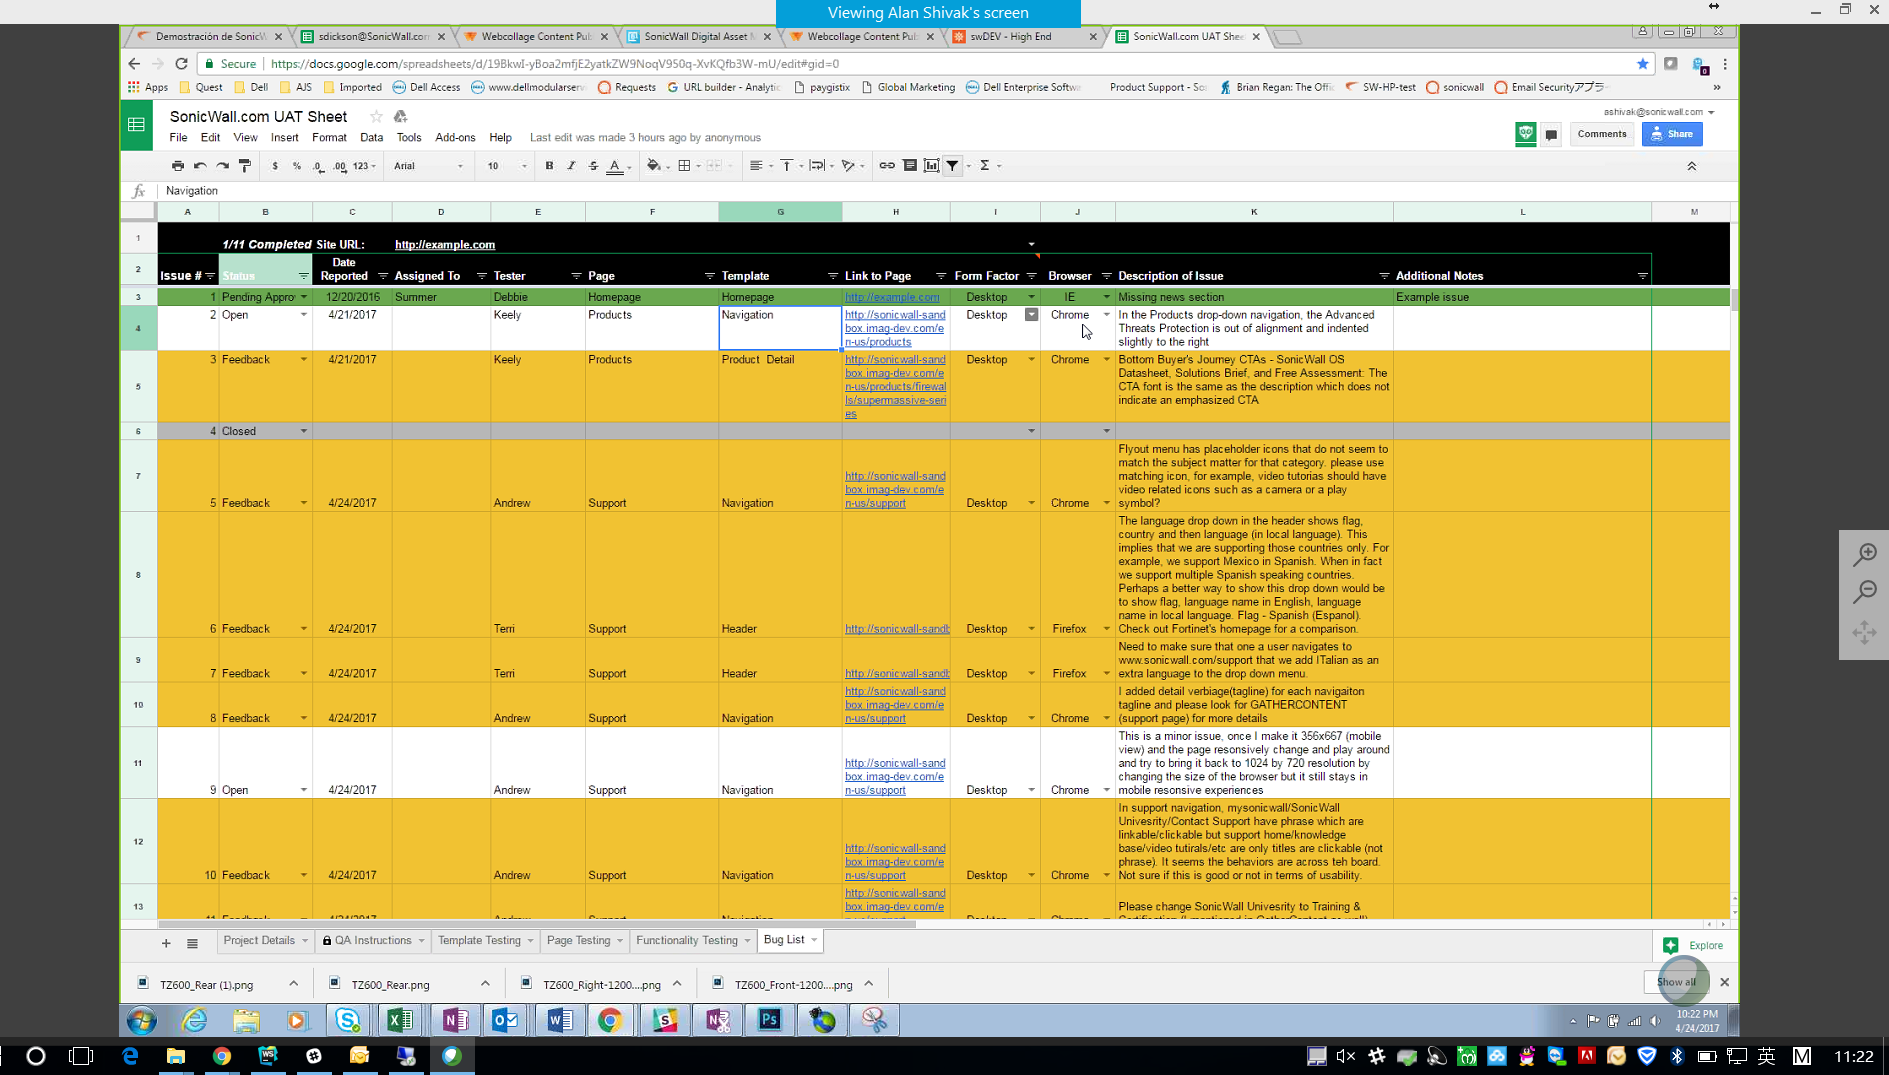 Viewing Alan Shivak's screen
Demostración de SonicW
sdickson@SonicWall.com
Webcollage Content Pub
SonicWall Digital Asset M
Webcollage Content Pub
swDEV - High End
SonicWall.com UAT Shee
Secure
https://docs.google.com/spreadsheets/d/19BkwI-yBoa2mfjE2yatkZW9NoqV950q-XvKQfb3W-mU/edit#gid=0
Apps Quest Dell AJS Imported Dell Access www.dellmodularserv Requests URL builder - Analytic paygistix Global Marketing Dell Enterprise Softwa Product Support - So Brian Regan: The Offic SW-HP-test sonicwall Email Securityアプラ
SonicWall.com UAT Sheet
ashivak@sonicwall.com
File Edit View Insert Format Data Tools Add-ons Help Last edit was made 3 hours ago by anonymous
Comments
Share
$ % .0 .00 123 Arial 10 B I S A Σ
fx Navigation
A B C D E F G H I J K L M
1 1/11 Completed Site URL: http://example.com
2 Issue # Status Date Reported Assigned To Tester Page Template Link to Page Form Factor Browser Description of Issue Additional Notes
3 1 Pending Approv 12/20/2016 Summer Debbie Homepage Homepage http://example.com Desktop IE Missing news section Example issue
4 2 Open 4/21/2017 Keely Products Navigation http://sonicwall-sand
box.imag-dev.com/e
n-us/products
Desktop Chrome In the Products drop-down navigation, the Advanced
Threats Protection is out of alignment and indented
slightly to the right
5 3 Feedback 4/21/2017 Keely Products Product Detail http://sonicwall-sand
box.imag-dev.com/e
n-us/products/firewal
ls/supermassive-seri
es
Desktop Chrome Bottom Buyer's Journey CTAs - SonicWall OS
Datasheet, Solutions Brief, and Free Assessment: The
CTA font is the same as the description which does not
indicate an emphasized CTA
6 4 Closed
7 5 Feedback 4/24/2017 Andrew Support Navigation http://sonicwall-sand
box.imag-dev.com/e
n-us/support
Desktop Chrome Flyout menu has placeholder icons that do not seem to
match the subject matter for that category. please use
matching icon, for example, video tutorias should have
video related icons such as a camera or a play
symbol?
8 6 Feedback 4/24/2017 Terri Support Header http://sonicwall-sandb Desktop Firefox The language drop down in the header shows flag,
country and then language (in local language). This
implies that we are supporting those countries only. For
example, we support Mexico in Spanish. When in fact
we support multiple Spanish speaking countries.
Perhaps a better way to show this drop down would be
to show flag, language name in English, language
name in local language. Flag - Spanish (Espanol).
Check out Fortinet's homepage for a comparison.
9 7 Feedback 4/24/2017 Terri Support Header http://sonicwall-sandb Desktop Firefox Need to make sure that one a user navigates to
www.sonicwall.com/support that we add ITalian as an
extra language to the drop down menu.
10 8 Feedback 4/24/2017 Andrew Support Navigation http://sonicwall-sand
box.imag-dev.com/e
n-us/support
Desktop Chrome I added detail verbiage(tagline) for each navigaiton
tagline and please look for GATHERCONTENT
(support page) for more details
11 9 Open 4/24/2017 Andrew Support Navigation http://sonicwall-sand
box.imag-dev.com/e
n-us/support
Desktop Chrome This is a minor issue, once I make it 356x667 (mobile
view) and the page resonsively change and play around
and try to bring it back to 1024 by 720 resolution by
changing the size of the browser but it still stays in
mobile resonsive experiences
12 10 Feedback 4/24/2017 Andrew Support Navigation http://sonicwall-sand
box.imag-dev.com/e
n-us/support
Desktop Chrome In support navigation, mysonicwall/SonicWall
Univesrity/Contact Support have phrase which are
linkable/clickable but support home/knowledge
base/video tutirals/etc are only titles are clickable (not
phrase). It seems the behaviors are across teh board.
Not sure if this is good or not in terms of usability.
13 http://sonicwall-sand
box.imag-dev.com/e
Please change SonicWall Univesrity to Training &
Project Details QA Instructions Template Testing Page Testing Functionality Testing Bug List
Explore
TZ600_Rear (1).png TZ600_Rear.png TZ600_Right-1200....png TZ600_Front-1200....png
Show all
10:22 PM
4/24/2017
英 M 11:22